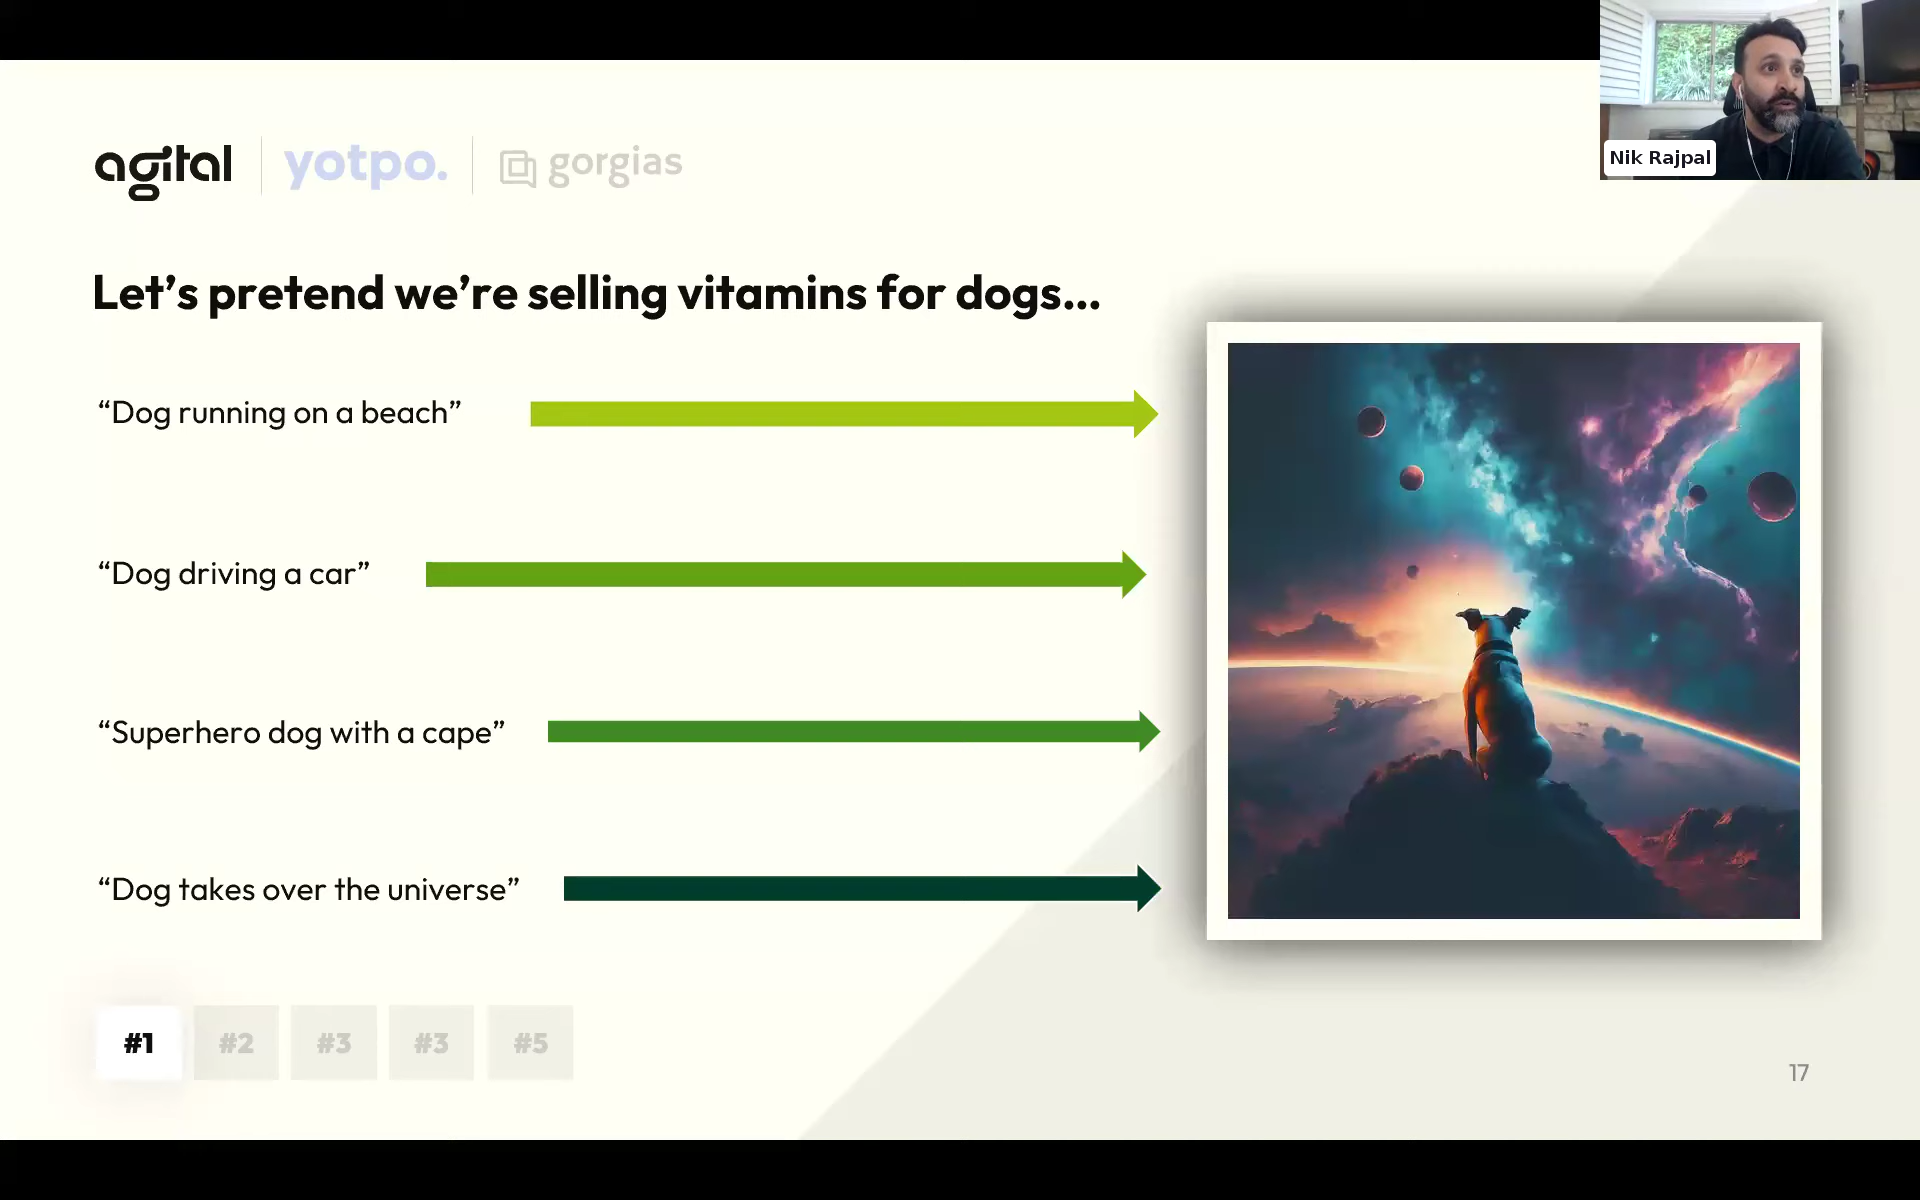 Nik Rajpal
agital
yotpo.
gorgias
Let’s pretend we’re selling vitamins for dogs...
“Dog running on a beach”
“Dog driving a car”
“Superhero dog with a cape”
“Dog takes over the universe”
#1 #2 #3 #3 #5
17